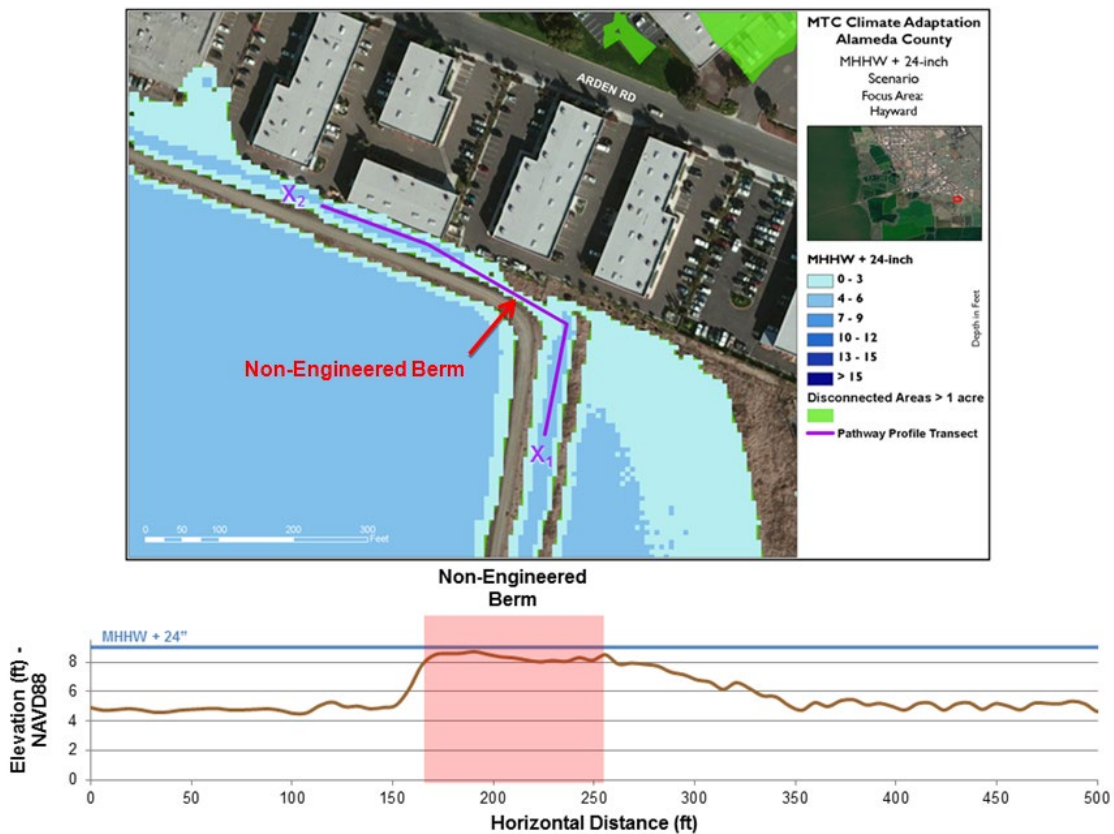 MTC Climate Adaptation
Alameda County
MHHW + 24-inch
Scenario
Focus Area:
Hayward
ARDEN RD
X₂
X₁
Non-Engineered Berm
0 50 100 200 300
Feet
MHHW + 24-inch
0 - 3
4 - 6
7 - 9
10 - 12
13 - 15
> 15
Depth in Feet
Disconnected Areas > 1 acre
Pathway Profile Transect
Non-Engineered
Berm
MHHW + 24"
Elevation (ft) -
NAVD88
8
6
4
2
0
0 50 100 150 200 250 300 350 400 450 500
Horizontal Distance (ft)